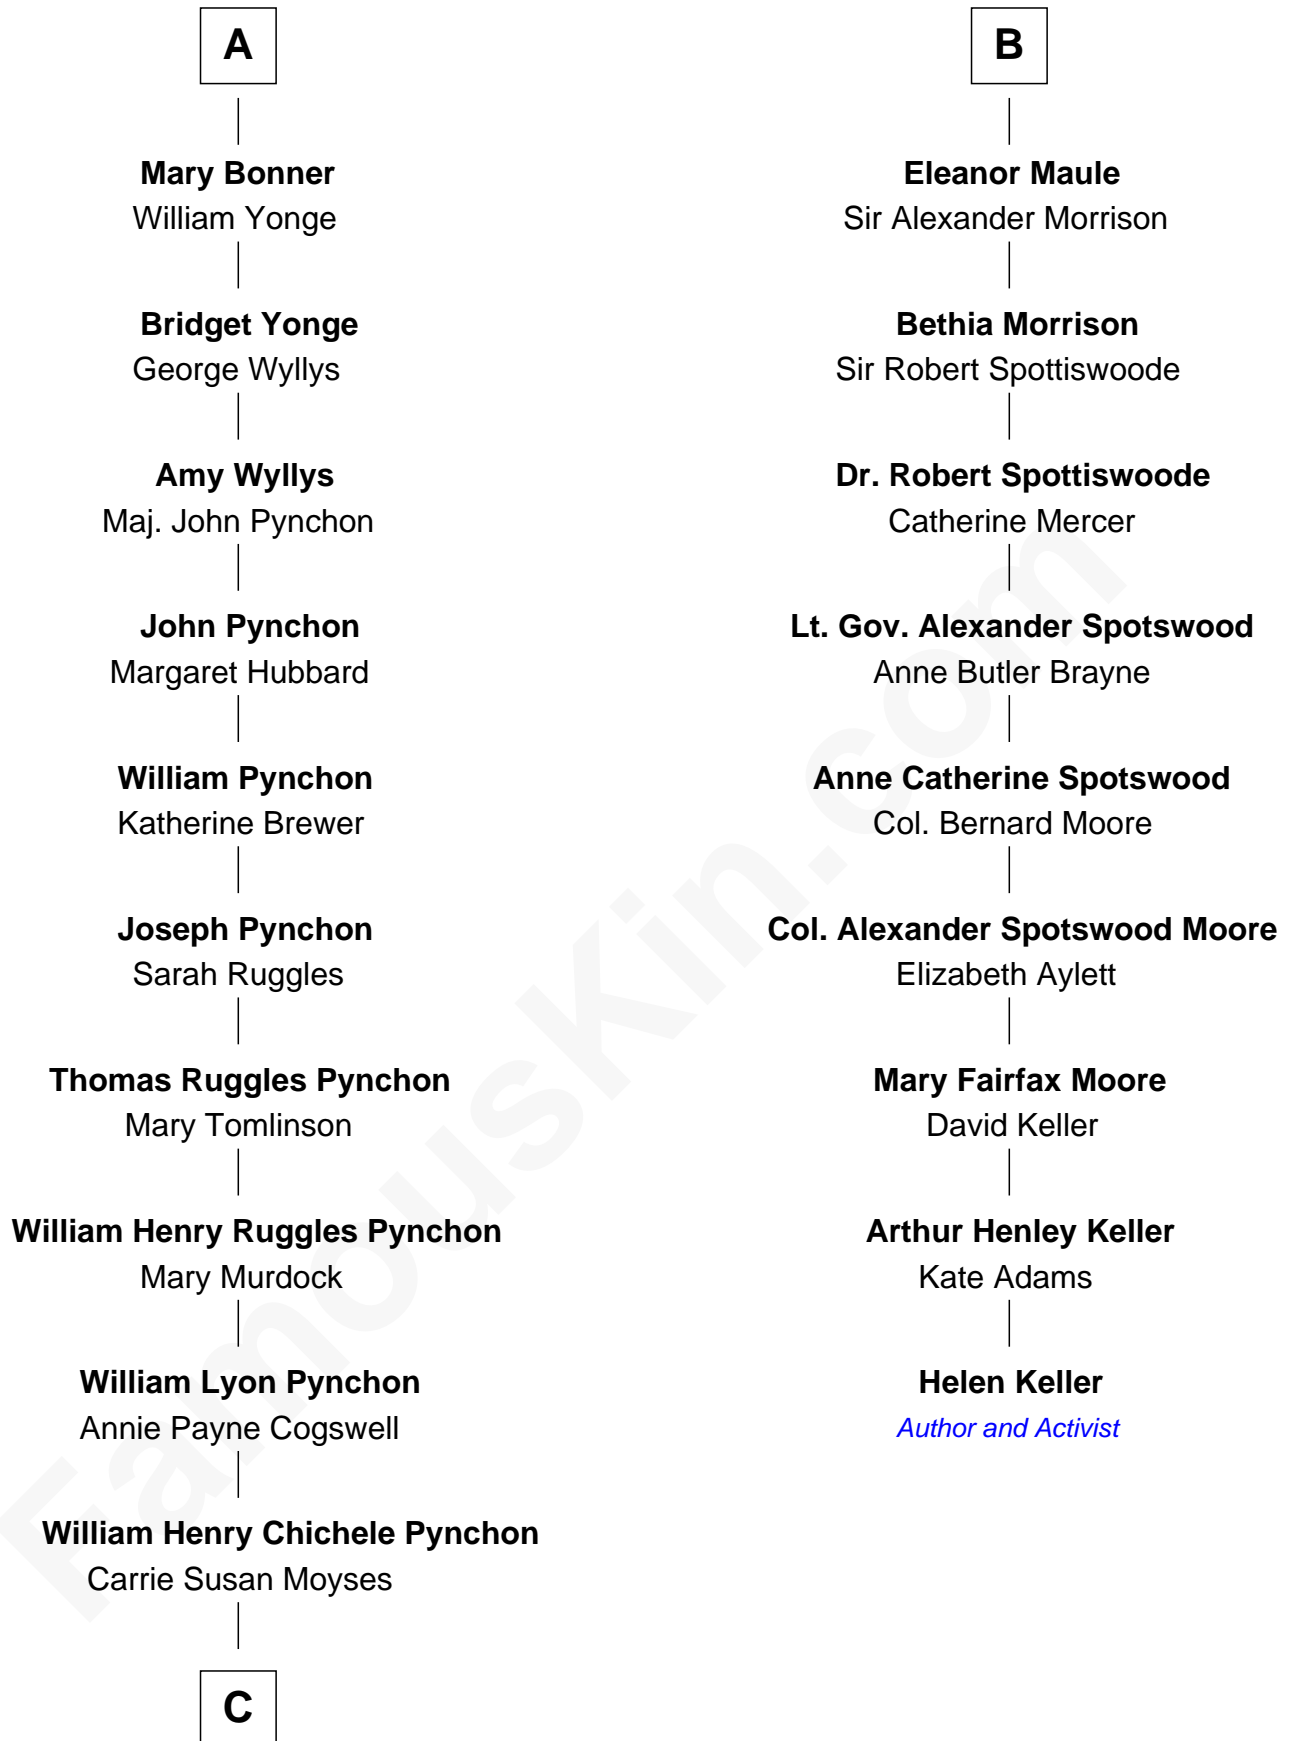 A
Mary Bonner
William Yonge
Bridget Yonge
George Wyllys
Amy Wyllys
Maj. John Pynchon
John Pynchon
Margaret Hubbard
William Pynchon
Katherine Brewer
Joseph Pynchon
Sarah Ruggles
Thomas Ruggles Pynchon
Mary Tomlinson
William Henry Ruggles Pynchon
Mary Murdock
William Lyon Pynchon
Annie Payne Cogswell
William Henry Chichele Pynchon
Carrie Susan Moyses
C
B
Eleanor Maule
Sir Alexander Morrison
Bethia Morrison
Sir Robert Spottiswoode
Dr. Robert Spottiswoode
Catherine Mercer
Lt. Gov. Alexander Spotswood
Anne Butler Brayne
Anne Catherine Spotswood
Col. Bernard Moore
Col. Alexander Spotswood Moore
Elizabeth Aylett
Mary Fairfax Moore
David Keller
Arthur Henley Keller
Kate Adams
Helen Keller
Author and Activist
FamousKin.com